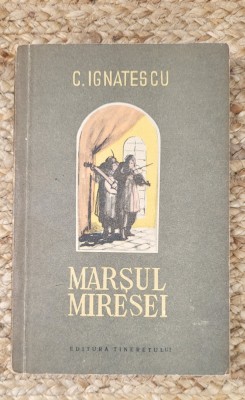 C. IGNATESCU
MARȘUL
MIRESEI
EDITURA TINERETULUI